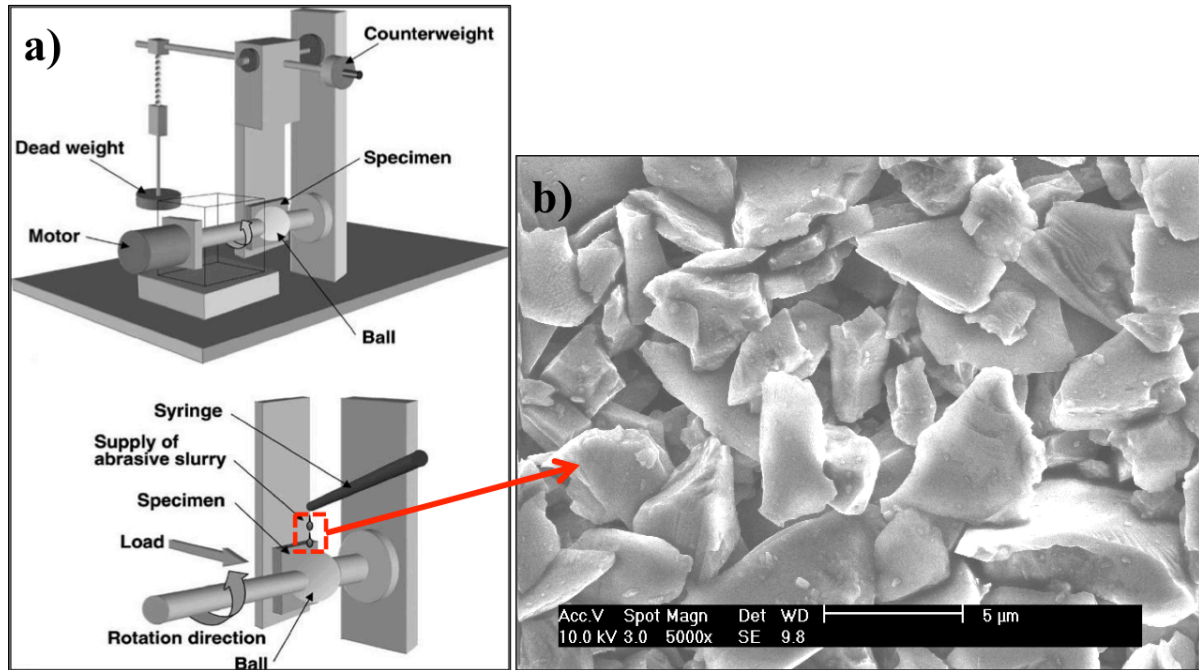 a)
Counterweight
Dead weight
Specimen
Motor
Ball
Syringe
Supply of
abrasive slurry
Specimen
Load
Rotation direction
Ball
b)
Acc.V Spot Magn Det WD
10.0 kV 3.0 5000x SE 9.8
5 µm